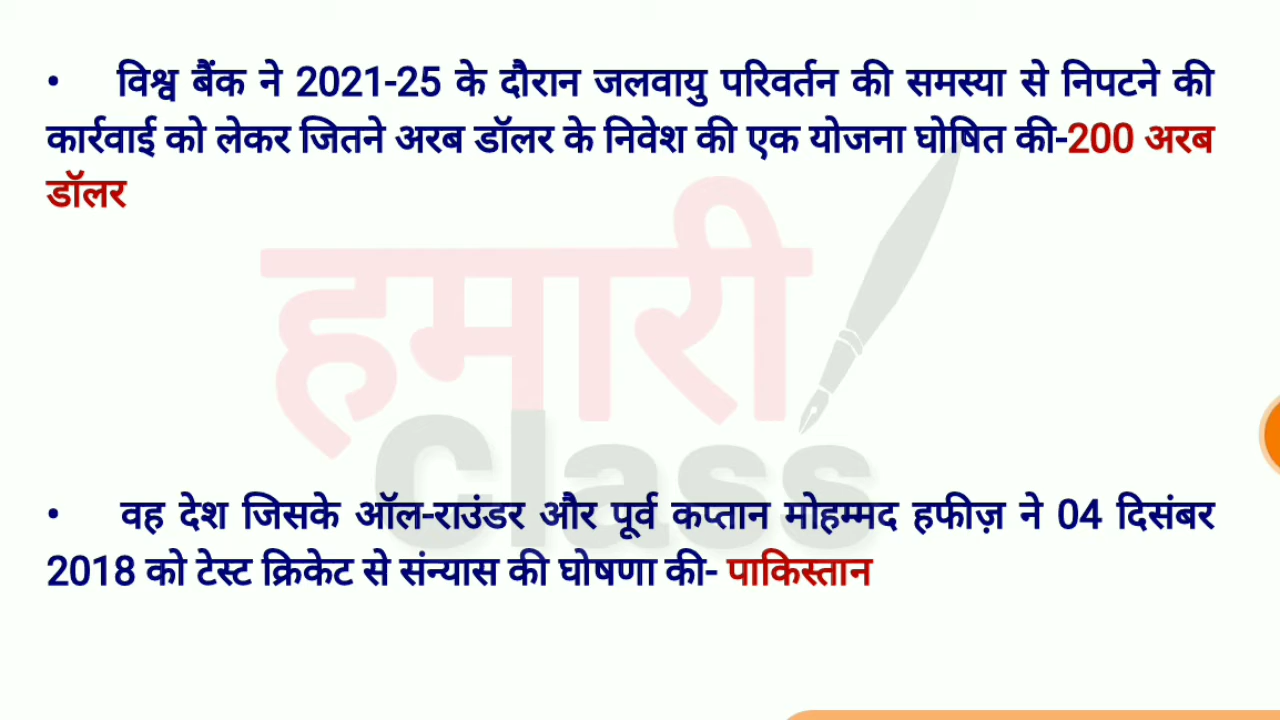 • विश्व बैंक ने 2021-25 के दौरान जलवायु परिवर्तन की समस्या से निपटने की
कार्रवाई को लेकर जितने अरब डॉलर के निवेश की एक योजना घोषित की-200 अरब
डॉलर
हमारी
Class
• वह देश जिसके ऑल-राउंडर और पूर्व कप्तान मोहम्मद हफीज़ ने 04 दिसंबर
2018 को टेस्ट क्रिकेट से संन्यास की घोषणा की- पाकिस्तान